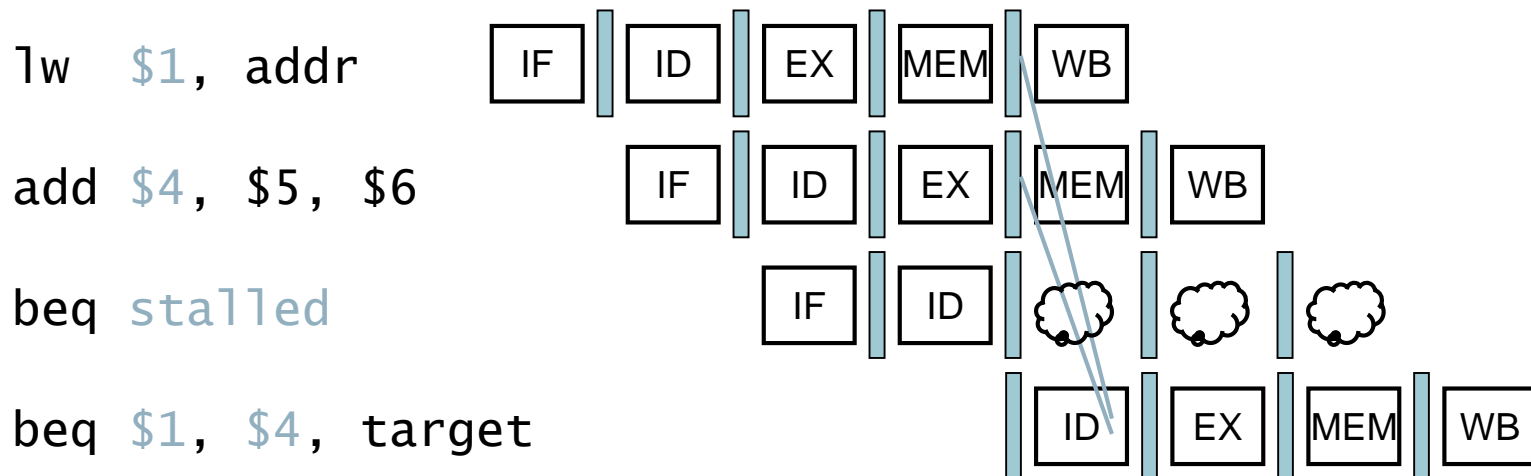 lw $1, addr IF ID EX MEM WB
add $4, $5, $6 IF ID EX MEM WB
beq stalled IF ID
beq $1, $4, target ID EX MEM WB